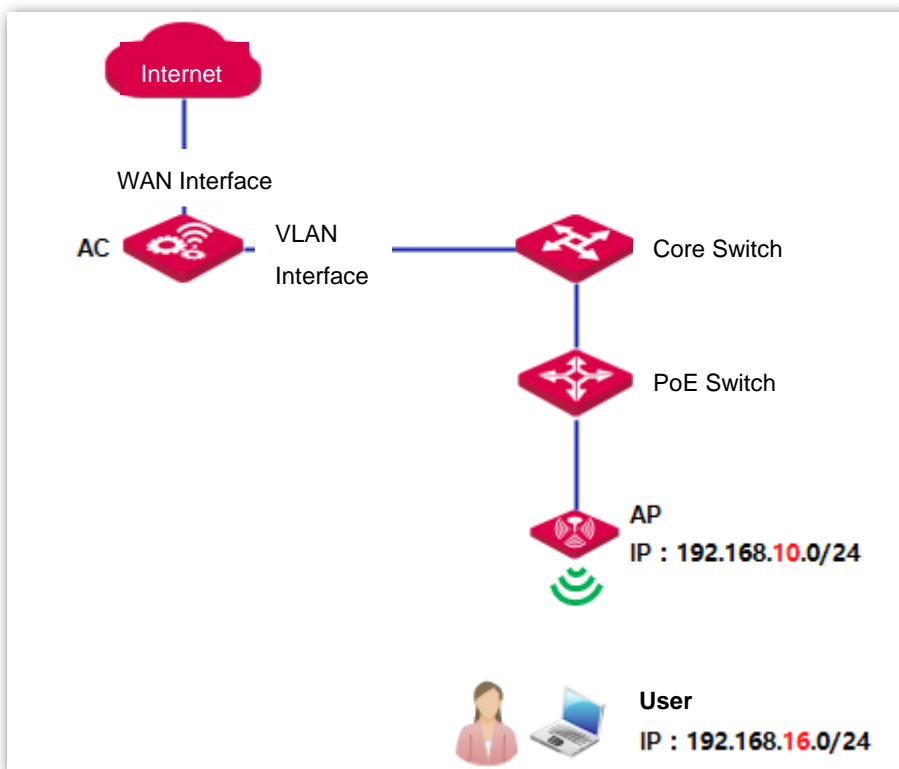 Internet
WAN Interface
AC
VLAN
Interface
Core Switch
PoE Switch
AP
IP : 192.168.10.0/24
User
IP : 192.168.16.0/24